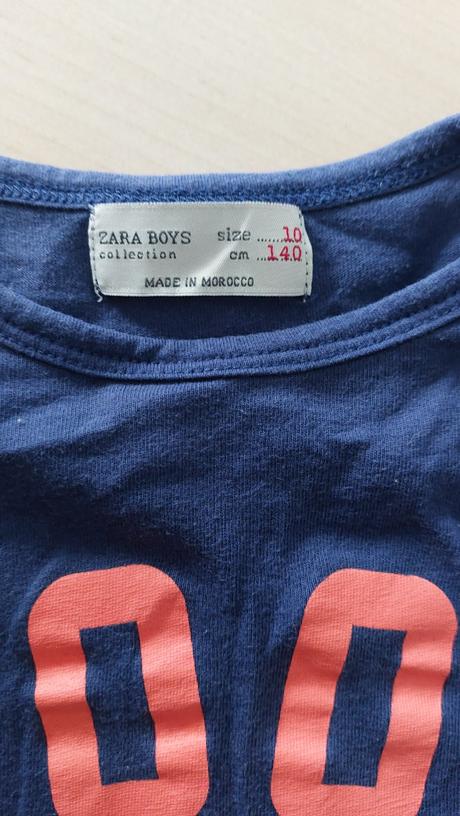 ZARA BOYS size ......10
collection cm ...140
MADE IN MOROCCO
00